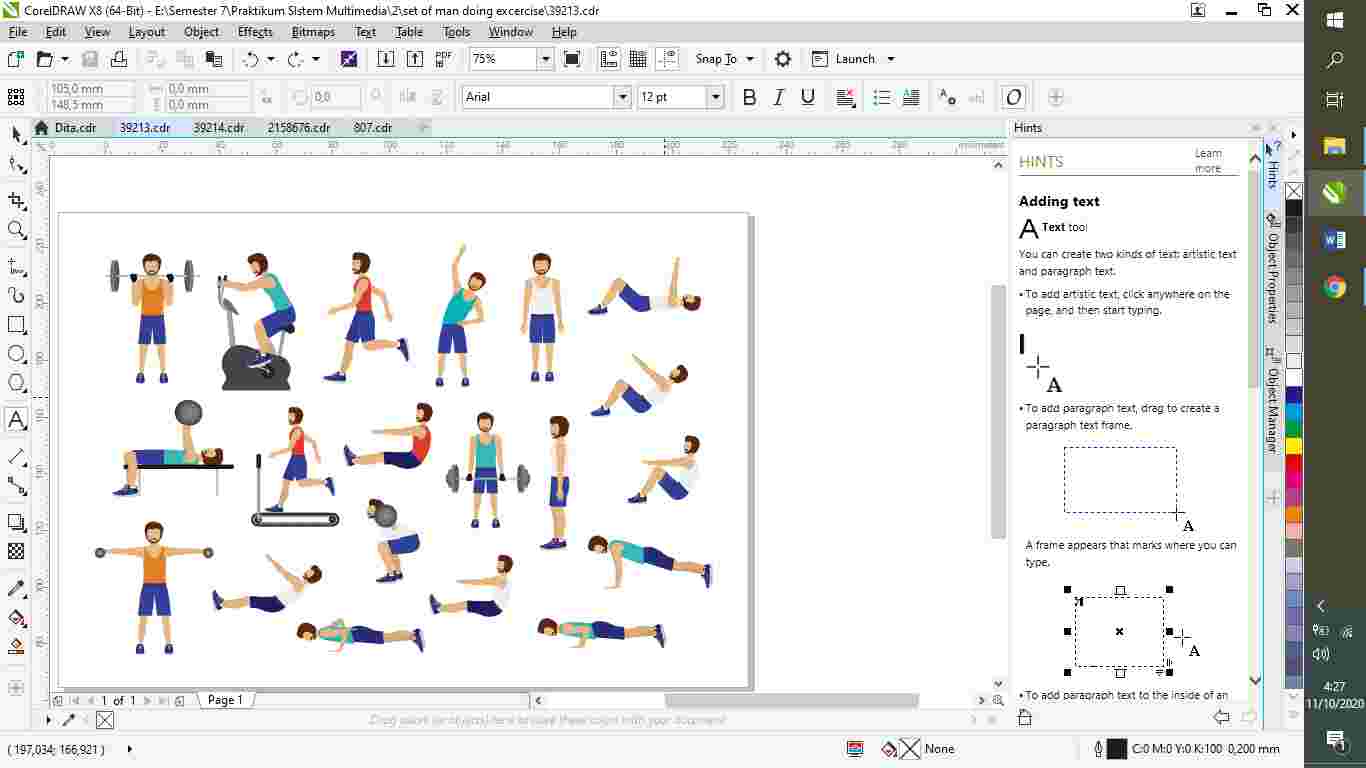 CorelDRAW X8 (64-Bit) - E:\Semester 7\Praktikum SIstem Multimedia\2\set of man doing excercise\39213.cdr
File Edit View Layout Object Effects Bitmaps Text Table Tools Window Help
PDF 75% Snap To Launch
105,0 mm 0,0 mm
148,5 mm 0,0 mm
0,0 Arial 12 pt B I U O
Dita.cdr 39213.cdr 39214.cdr 2158676.cdr 807.cdr
Hints
HINTS
Learn more
Adding text
A Text tool
You can create two kinds of text: artistic text
and paragraph text.
• To add artistic text, click anywhere on the
page, and then start typing.
A
• To add paragraph text, drag to create a
paragraph text frame.
A
A frame appears that marks where you can
type.
A
• To add paragraph text to the inside of an
Hints
Object Properties
Object Manager
1 of 1 Page 1
Drag colors (or objects) here to store these colors with your document
( 197,034; 166,921 ) None C:0 M:0 Y:0 K:100 0,200 mm
4:27
11/10/2020